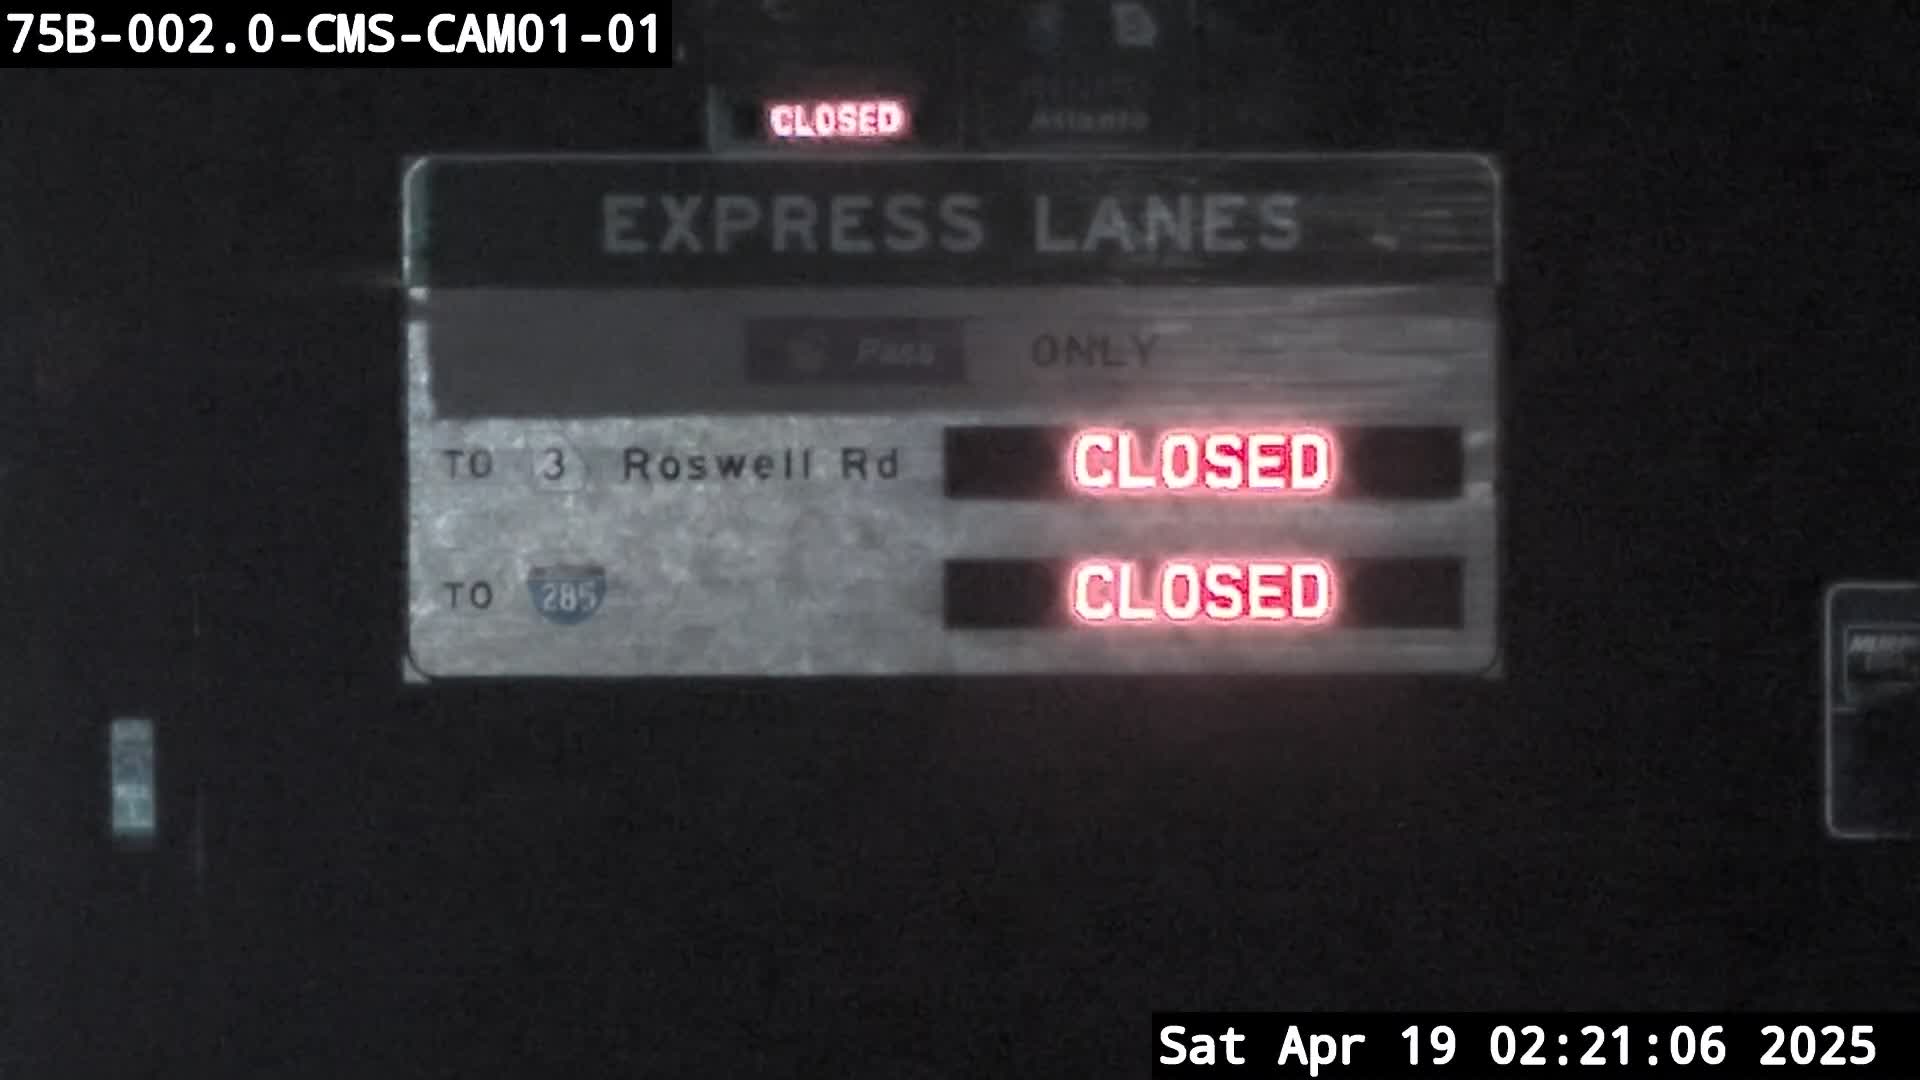 75B-002.0-CMS-CAM01-01
CLOSED
Atlanta
EXPRESS LANES
Pass ONLY
TO 3 Roswell Rd CLOSED
TO 285 CLOSED
Sat Apr 19 02:21:06 2025